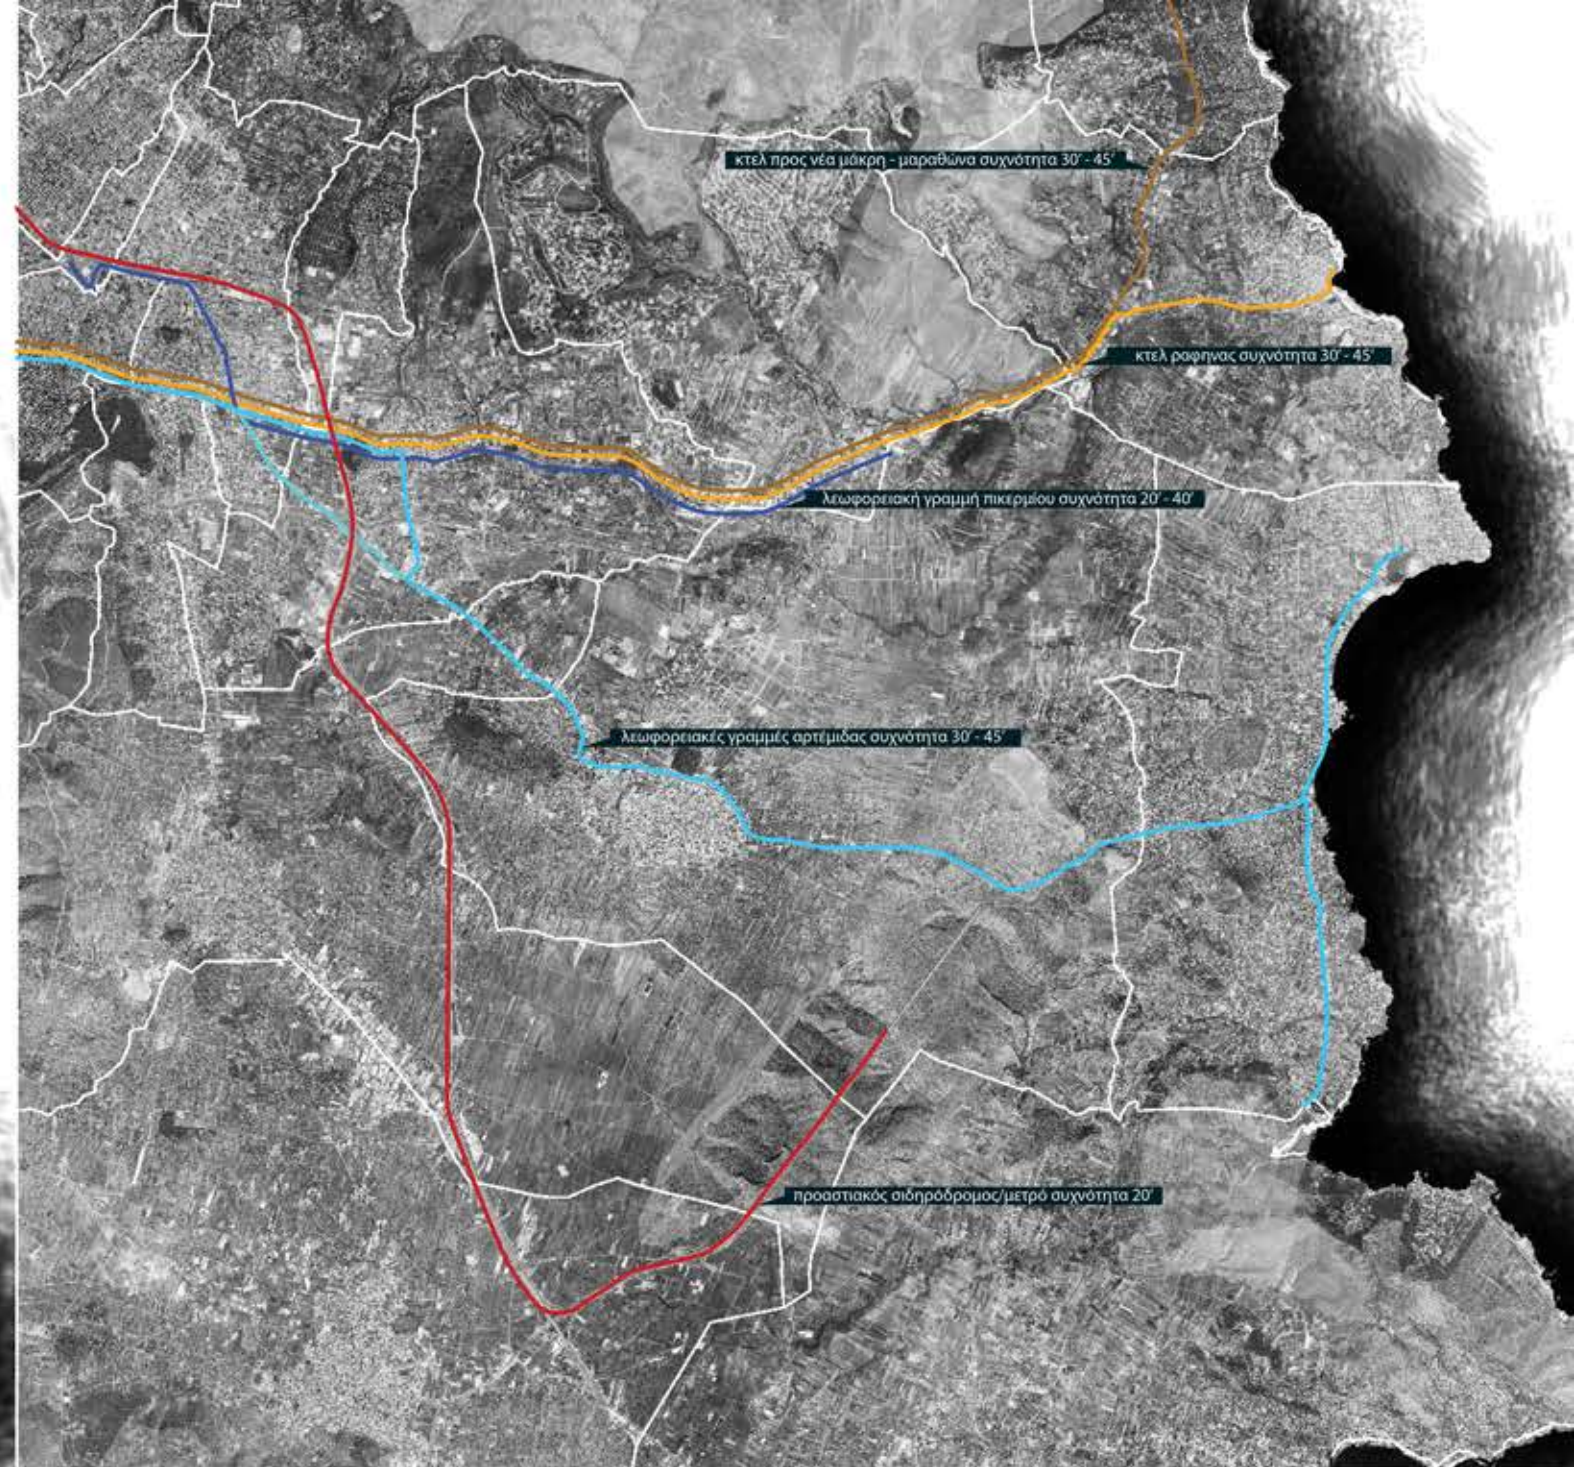 κτελ προς νέα μάκρη - μαραθώνα συχνότητα 30' - 45'
κτελ ραφηνας συχνότητα 30' - 45'
λεωφορειακή γραμμή πικερμίου συχνότητα 20' - 40'
λεωφορειακές γραμμές αρτέμιδας συχνότητα 30' - 45'
προαστιακός σιδηρόδρομος/μετρό συχνότητα 20'